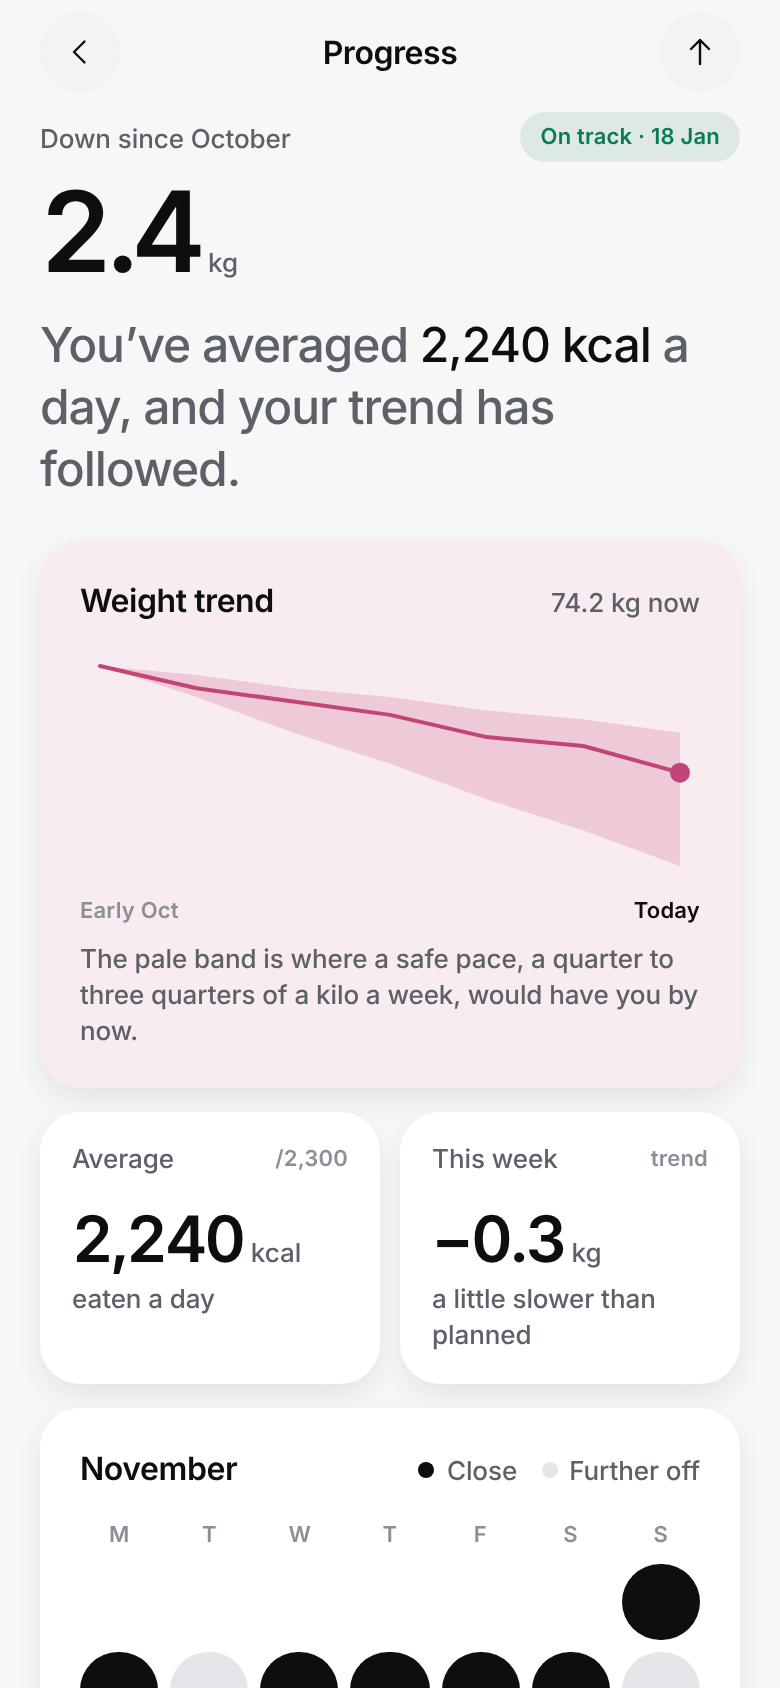 Progress
Down since October
On track · 18 Jan
2.4 kg
You’ve averaged 2,240 kcal a
day, and your trend has
followed.
Weight trend
74.2 kg now
Early Oct
Today
The pale band is where a safe pace, a quarter to
three quarters of a kilo a week, would have you by
now.
Average
/2,300
2,240 kcal
eaten a day
This week
trend
–0.3 kg
a little slower than
planned
November
Close
Further off
M T W T F S S